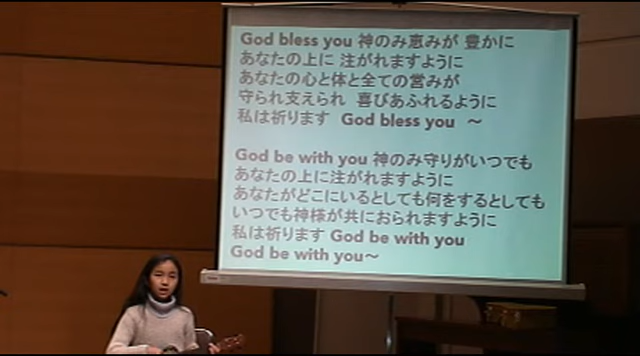 God bless you 神のみ恵みが 豊かに
あなたの上に 注がれますように
あなたの心と体と全ての営みが
守られ支えられ 喜びあふれるように
私は祈ります God bless you ～
God be with you 神のみ守りがいつでも
あなたの上に注がれますように
あなたがどこにいるとしても何をするとしても
いつでも神様が共におられますように
私は祈ります God be with you
God be with you～